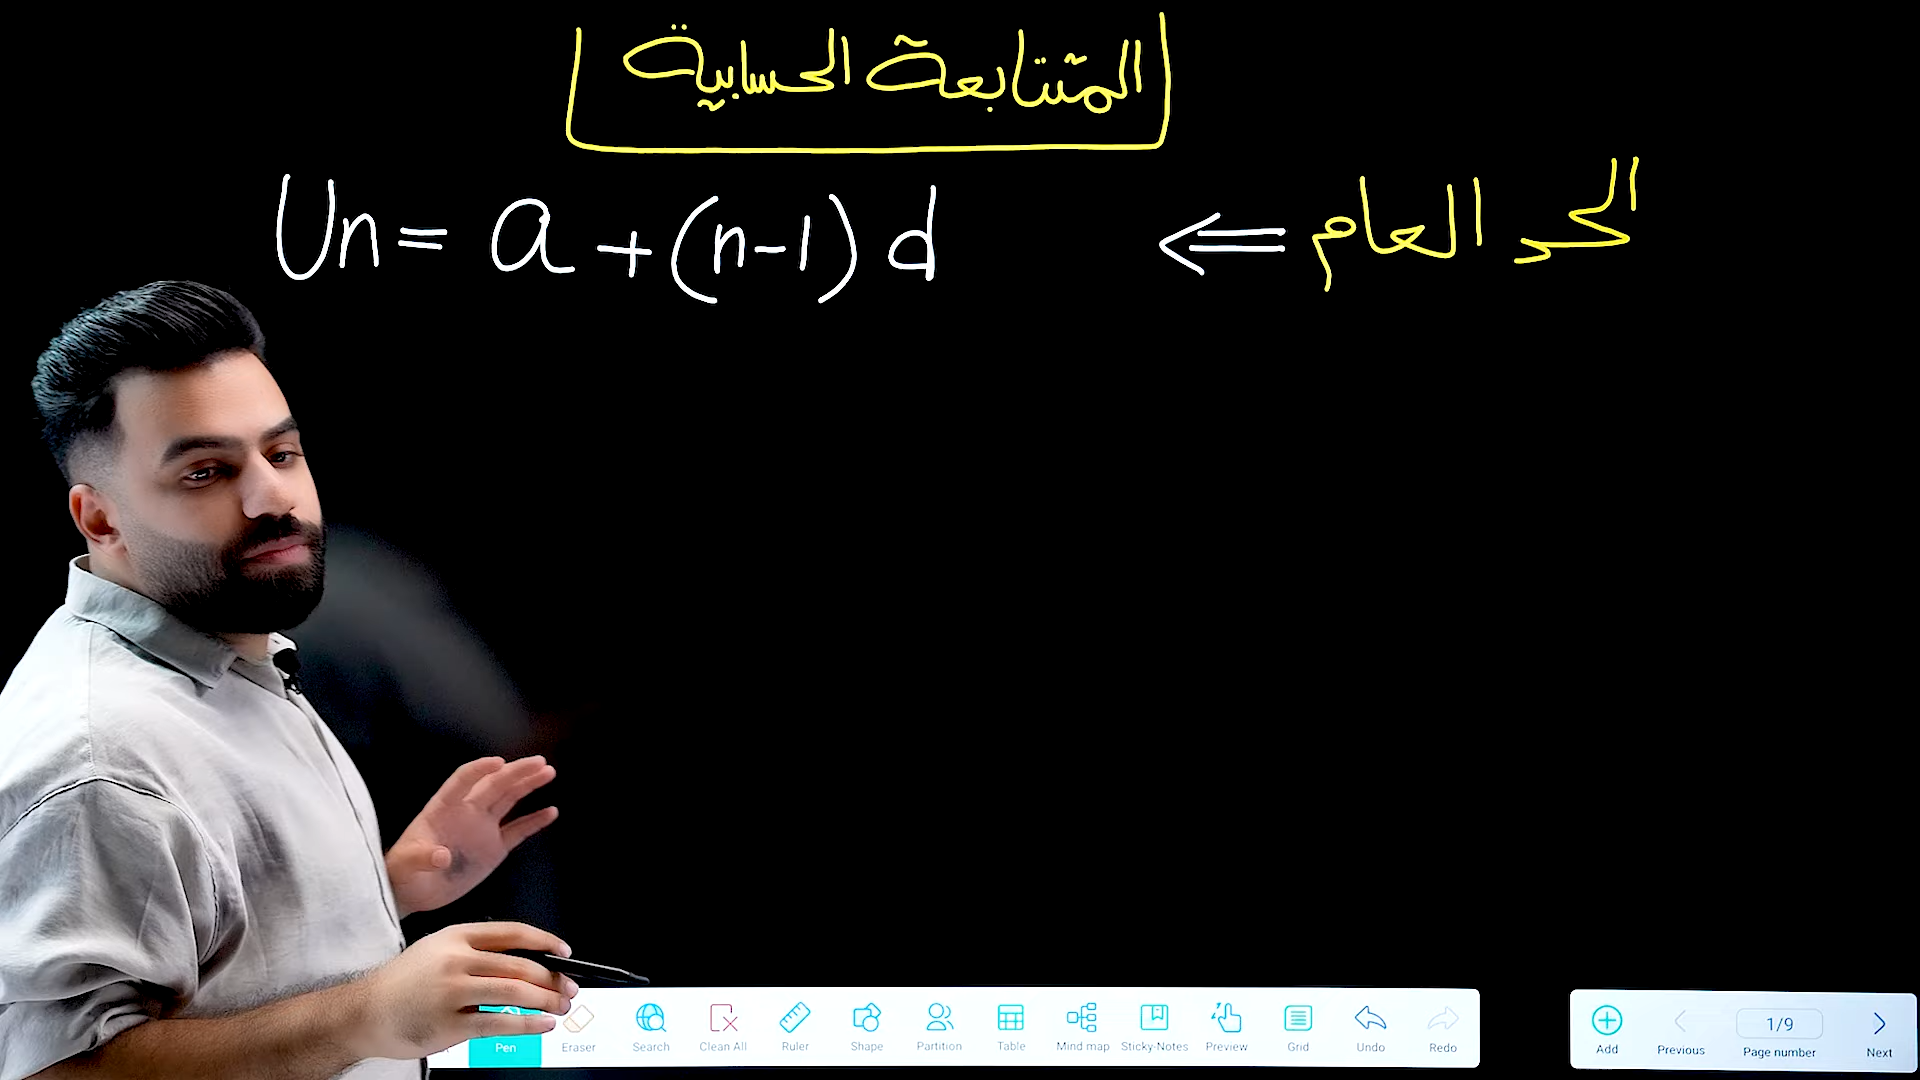 المتتابعة الحسابية
الحد العام ⇐ Un = a + (n-1) d
Pen Eraser Search Clean All Ruler Shape Partition Table Mind map Sticky-Notes Preview Grid Undo Redo
Add Previous 1/9 Page number Next